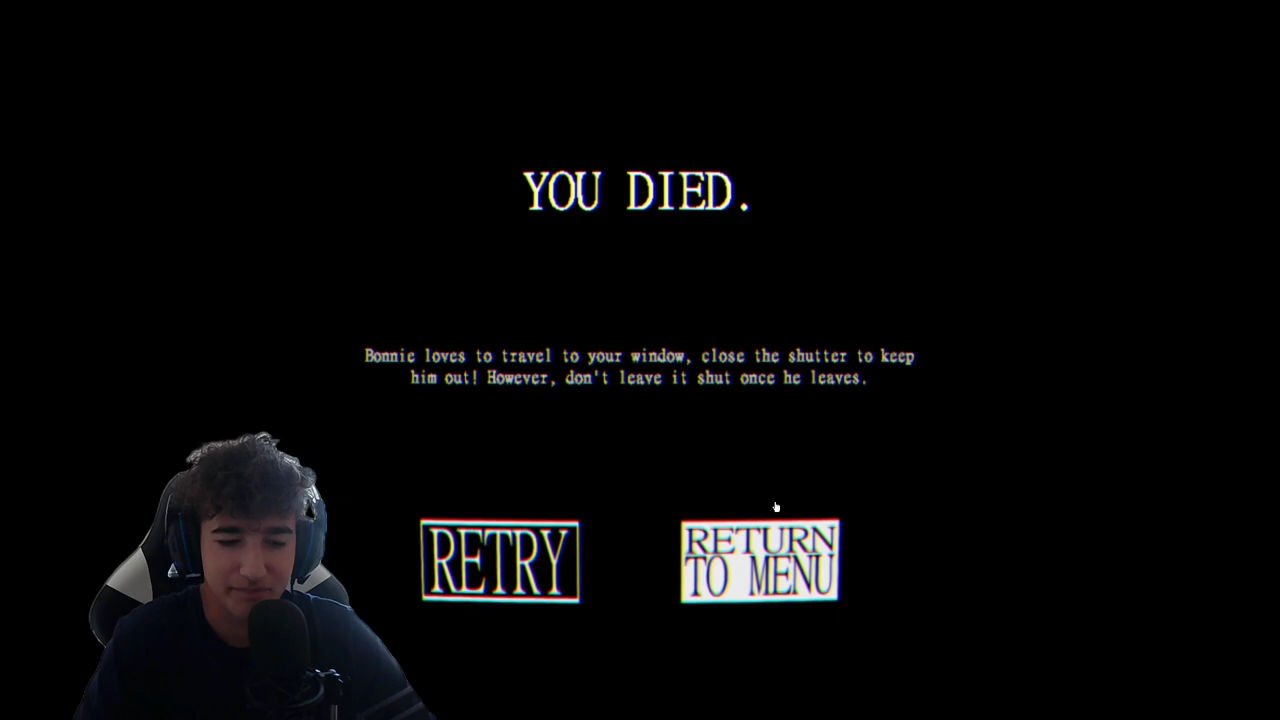 YOU DIED.
Bonnie loves to travel to your window, close the shutter to keep
him out! However, don't leave it shut once he leaves.
RETRY
RETURN
TO MENU